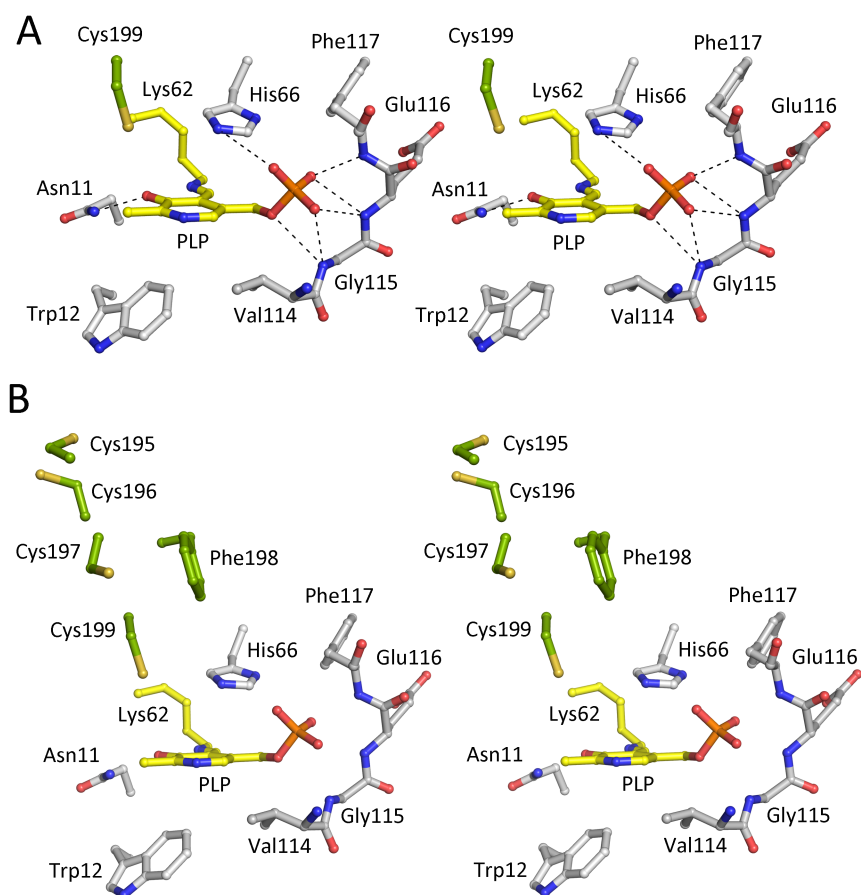 A
Cys199 Phe117 Cys199 Phe117
Lys62 His66 Glu116 Lys62 His66 Glu116
Asn11 Asn11
PLP PLP
Gly115 Gly115
Trp12 Val114 Trp12 Val114
B
Cys195 Cys195
Cys196 Cys196
Cys197 Phe198 Cys197 Phe198
Phe117 Phe117
Cys199 His66 Glu116 Cys199 His66 Glu116
Lys62 Lys62
Asn11 Asn11
PLP PLP
Gly115 Gly115
Val114 Val114
Trp12 Trp12